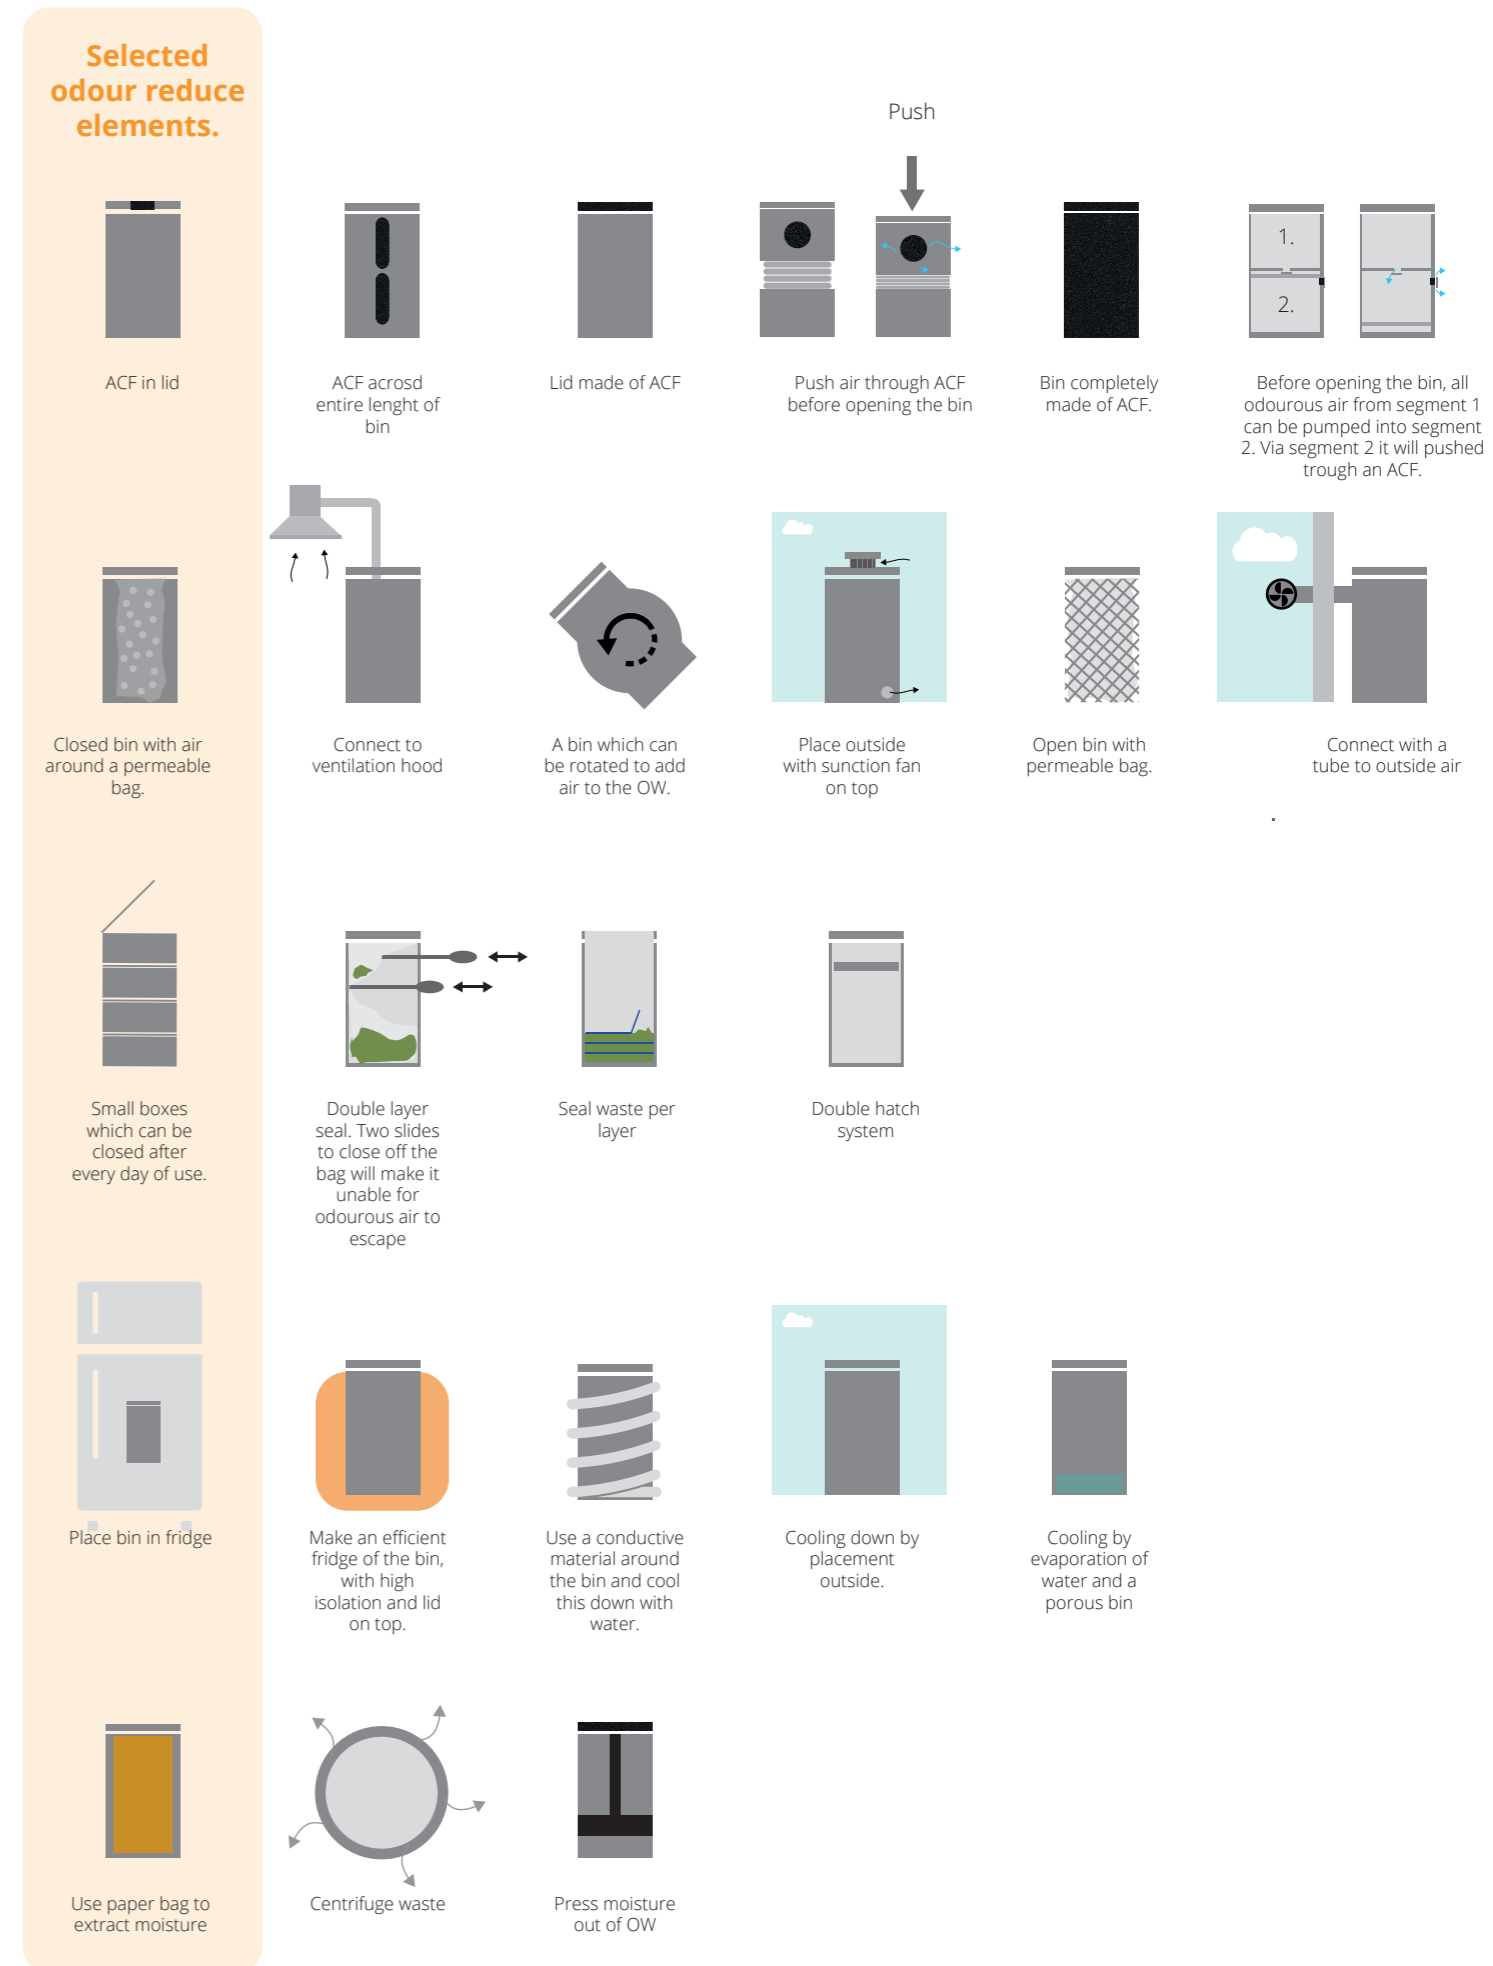 Selected
odour reduce
elements.
Push
ACF in lid
ACF acrosd
entire lenght of
bin
Lid made of ACF
Push air through ACF
before opening the bin
Bin completely
made of ACF.
1.
2.
Before opening the bin, all
odourous air from segment 1
can be pumped into segment
2. Via segment 2 it will pushed
trough an ACF.
Closed bin with air
around a permeable
bag.
Connect to
ventilation hood
A bin which can
be rotated to add
air to the OW.
Place outside
with sunction fan
on top
Open bin with
permeable bag.
Connect with a
tube to outside air
.
Small boxes
which can be
closed after
every day of use.
Double layer
seal. Two slides
to close off the
bag will make it
unable for
odourous air to
escape
Seal waste per
layer
Double hatch
system
Place bin in fridge
Make an efficient
fridge of the bin,
with high
isolation and lid
on top.
Use a conductive
material around
the bin and cool
this down with
water.
Cooling down by
placement
outside.
Cooling by
evaporation of
water and a
porous bin
Use paper bag to
extract moisture
Centrifuge waste
Press moisture
out of OW